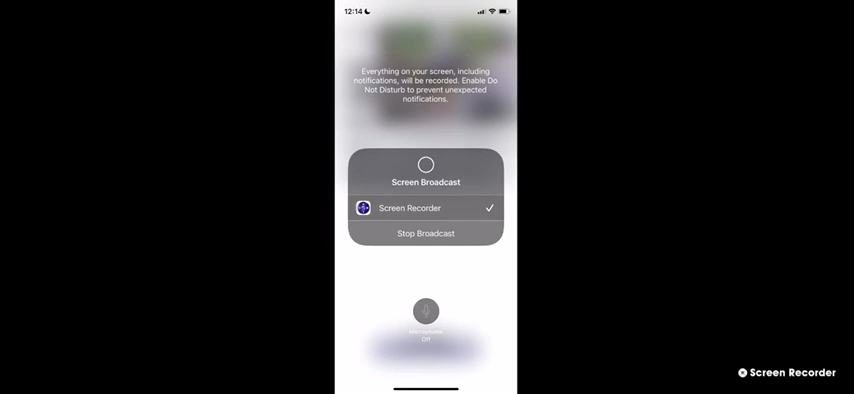 12:14
Everything on your screen, including
notifications, will be recorded. Enable Do
Not Disturb to prevent unexpected
notifications.
Screen Broadcast
Screen Recorder
Stop Broadcast
Microphone
Off
Screen Recorder